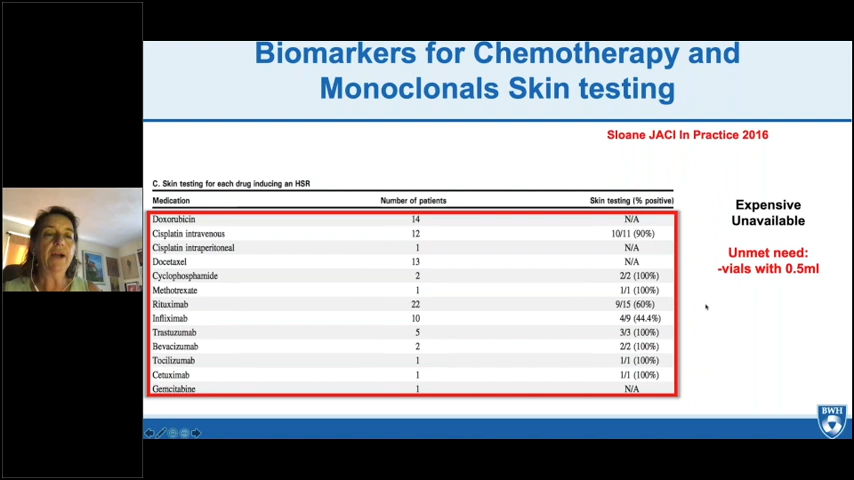 Biomarkers for Chemotherapy and
Monoclonals Skin testing
Sloane JACI In Practice 2016
C. Skin testing for each drug inducing an HSR
Medication Number of patients Skin testing (% positive)
Doxorubicin 14 N/A
Cisplatin intravenous 12 10/11 (90%)
Cisplatin intraperitoneal 1 N/A
Docetaxel 13 N/A
Cyclophosphamide 2 2/2 (100%)
Methotrexate 1 1/1 (100%)
Rituximab 22 9/15 (60%)
Infliximab 10 4/9 (44.4%)
Trastuzumab 5 3/3 (100%)
Bevacizumab 2 2/2 (100%)
Tocilizumab 1 1/1 (100%)
Cetuximab 1 1/1 (100%)
Gemcitabine 1 N/A
Expensive
Unavailable
Unmet need:
-vials with 0.5ml
BWH